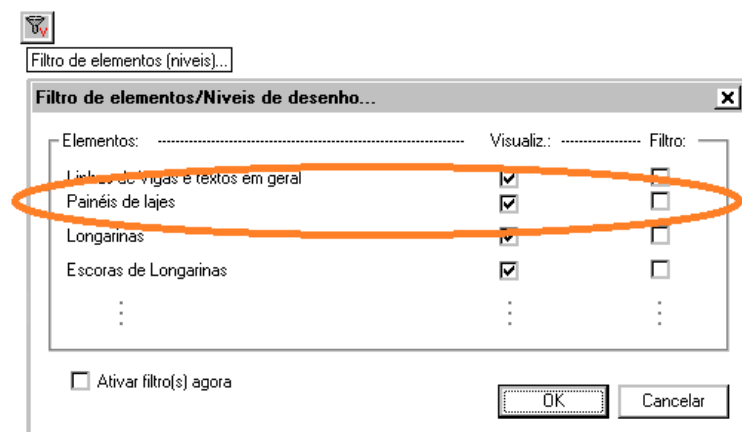 Filtro de elementos (niveis)...
Filtro de elementos/Niveis de desenho...
Elementos: Visualiz.: Filtro:
Linhas de Vigas e textos em geral
Painéis de lajes
Longarinas
Escoras de Longarinas
Ativar filtro(s) agora
OK Cancelar